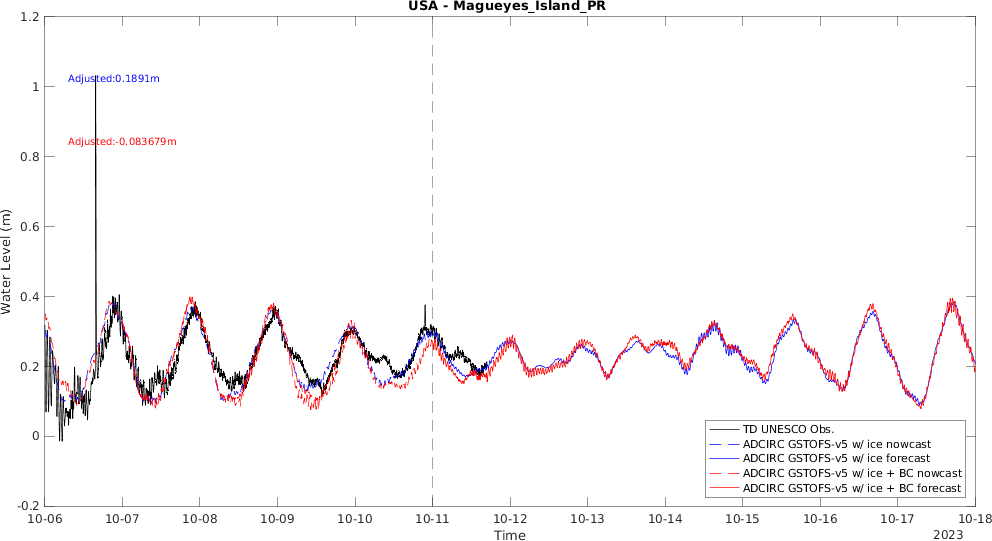 USA - Magueyes_Island_PR
1.2
1
0.8
0.6
0.4
0.2
0
-0.2
Water Level (m)
Adjusted:0.1891m
Adjusted:-0.083679m
TD UNESCO Obs.
ADCIRC GSTOFS-v5 w/ ice nowcast
ADCIRC GSTOFS-v5 w/ ice forecast
ADCIRC GSTOFS-v5 w/ ice + BC nowcast
ADCIRC GSTOFS-v5 w/ ice + BC forecast
10-06 10-07 10-08 10-09 10-10 10-11 10-12 10-13 10-14 10-15 10-16 10-17 10-18
Time
2023